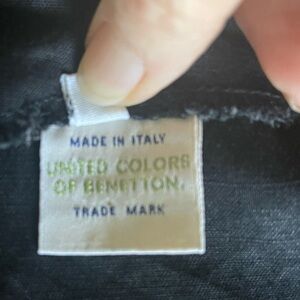 MADE IN ITALY
UNITED COLORS
OF BENETTON.
TRADE MARK